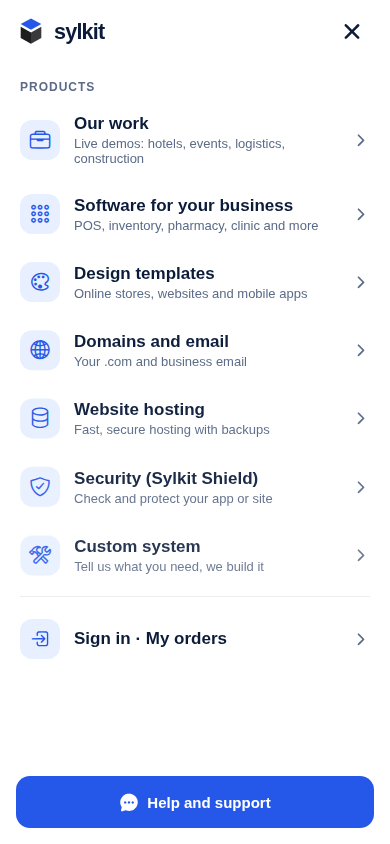 sylkit
PRODUCTS
Our work
Live demos: hotels, events, logistics,
construction
Software for your business
POS, inventory, pharmacy, clinic and more
Design templates
Online stores, websites and mobile apps
Domains and email
Your .com and business email
Website hosting
Fast, secure hosting with backups
Security (Sylkit Shield)
Check and protect your app or site
Custom system
Tell us what you need, we build it
Sign in · My orders
Help and support